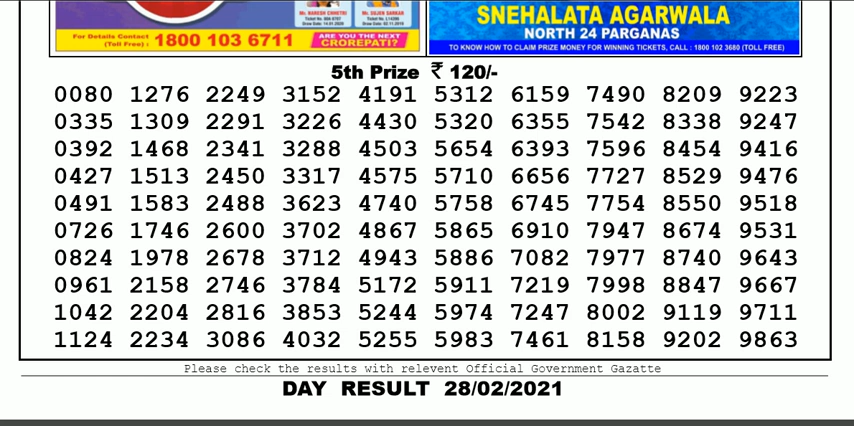 Mr. NARESH CHHETRI
Mr. SUJEN SARKAR
For Details Contact
(Toll Free) : 1800 103 6711
ARE YOU THE NEXT
CROREPATI?
SNEHALATA AGARWALA
NORTH 24 PARGANAS
TO KNOW HOW TO CLAIM PRIZE MONEY FOR WINNING TICKETS, CALL : 1800 102 3680 (TOLL FREE)
5th Prize ₹ 120/-
0080 1276 2249 3152 4191 5312 6159 7490 8209 9223
0335 1309 2291 3226 4430 5320 6355 7542 8338 9247
0392 1468 2341 3288 4503 5654 6393 7596 8454 9416
0427 1513 2450 3317 4575 5710 6656 7727 8529 9476
0491 1583 2488 3623 4740 5758 6745 7754 8550 9518
0726 1746 2600 3702 4867 5865 6910 7947 8674 9531
0824 1978 2678 3712 4943 5886 7082 7977 8740 9643
0961 2158 2746 3784 5172 5911 7219 7998 8847 9667
1042 2204 2816 3853 5244 5974 7247 8002 9119 9711
1124 2234 3086 4032 5255 5983 7461 8158 9202 9863
Please check the results with relevent Official Government Gazatte
DAY RESULT 28/02/2021